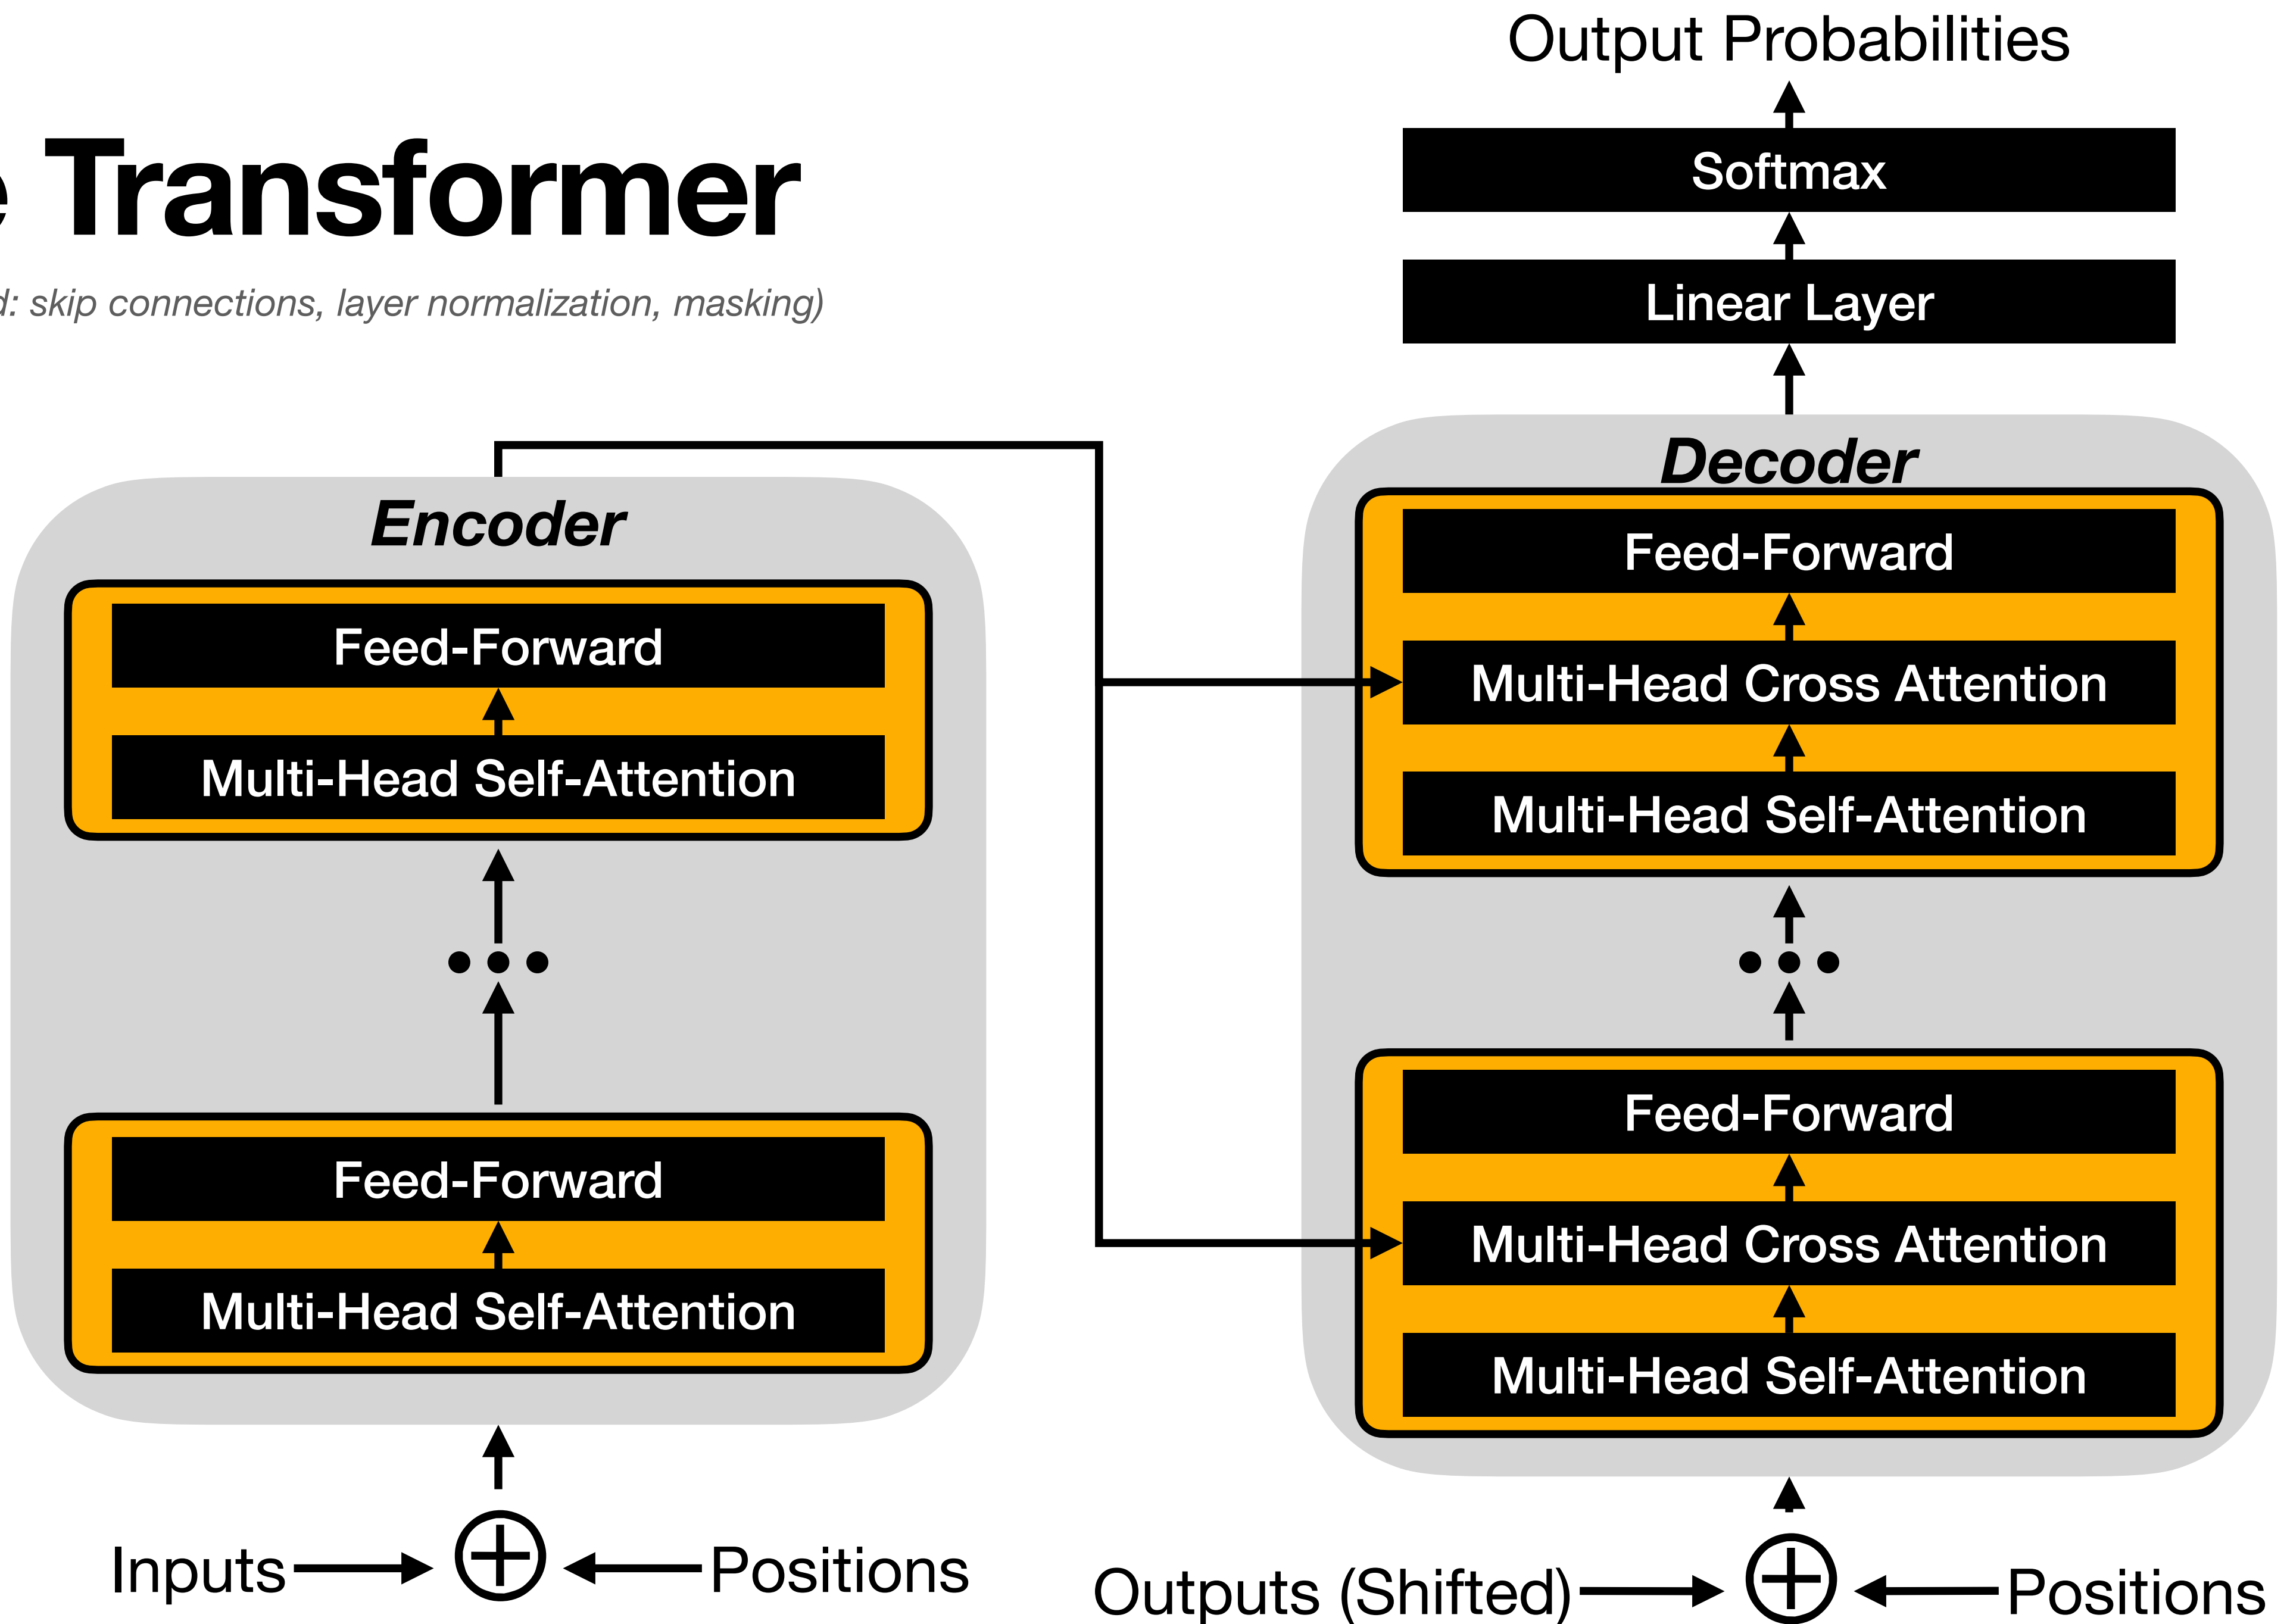 Transformer
skip connections, layer normalization, masking)
Encoder
Feed-Forward
Multi-Head Self-Attention
Feed-Forward
Multi-Head Self-Attention
Inputs
Positions
Output Probabilities
Softmax
Linear Layer
Decoder
Feed-Forward
Multi-Head Cross Attention
Multi-Head Self-Attention
Feed-Forward
Multi-Head Cross Attention
Multi-Head Self-Attention
Outputs (Shifted)
Positions